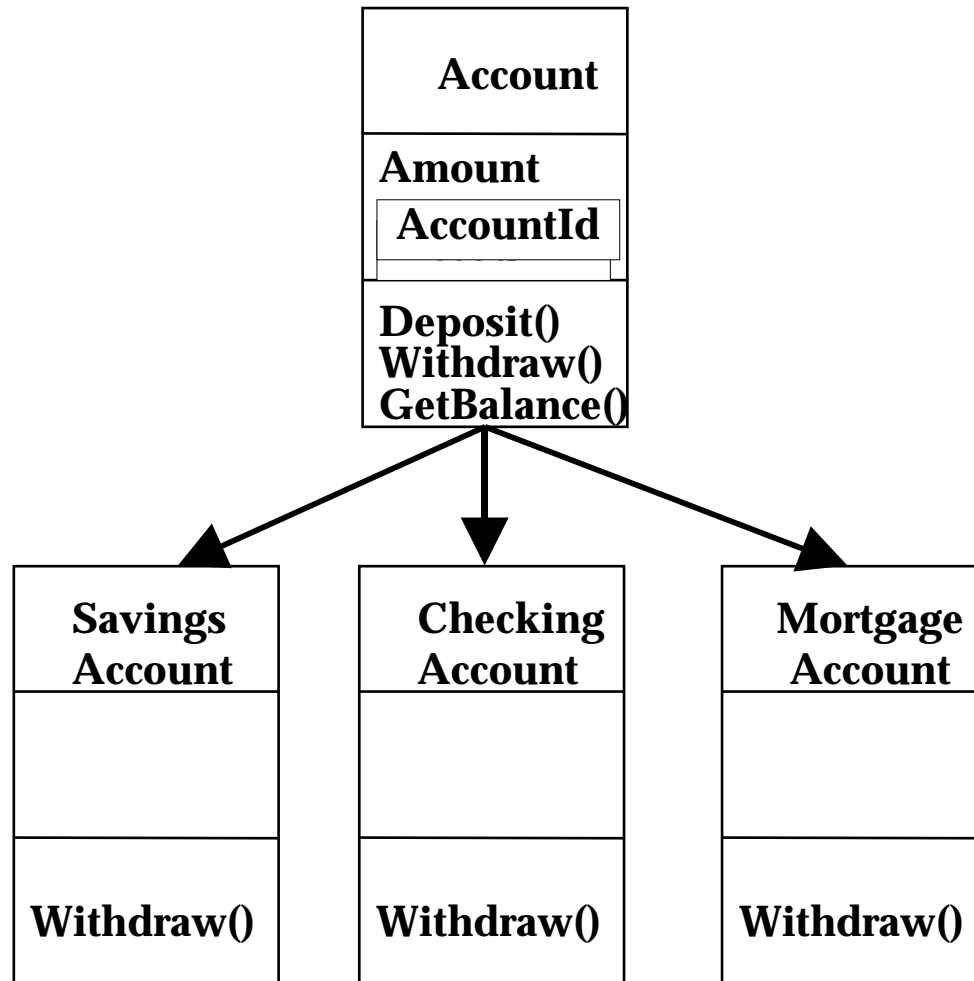 Account
Amount
AccountId
Deposit()
Withdraw()
GetBalance()
Savings
Account
Checking
Account
Mortgage
Account
Withdraw()
Withdraw()
Withdraw()